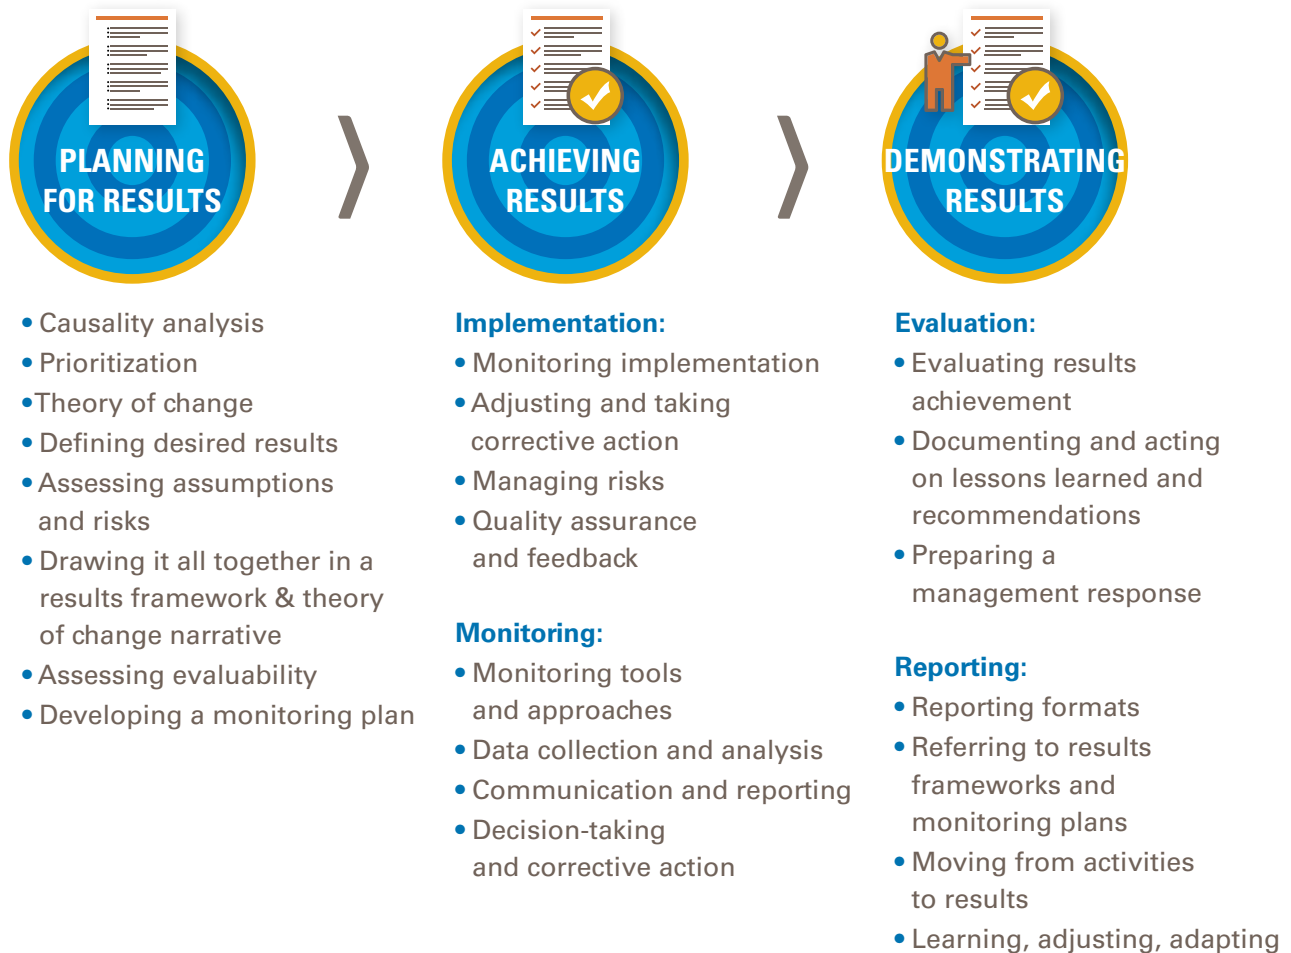 PLANNING
FOR RESULTS
• Causality analysis
• Prioritization
•Theory of change
• Defining desired results
• Assessing assumptions
and risks
• Drawing it all together in a
results framework & theory
of change narrative
• Assessing evaluability
• Developing a monitoring plan
ACHIEVING
RESULTS
Implementation:
• Monitoring implementation
• Adjusting and taking
corrective action
• Managing risks
• Quality assurance
and feedback
Monitoring:
• Monitoring tools
and approaches
• Data collection and analysis
• Communication and reporting
• Decision-taking
and corrective action
DEMONSTRATING
RESULTS
Evaluation:
• Evaluating results
achievement
• Documenting and acting
on lessons learned and
recommendations
• Preparing a
management response
Reporting:
• Reporting formats
• Referring to results
frameworks and
monitoring plans
• Moving from activities
to results
• Learning, adjusting, adapting